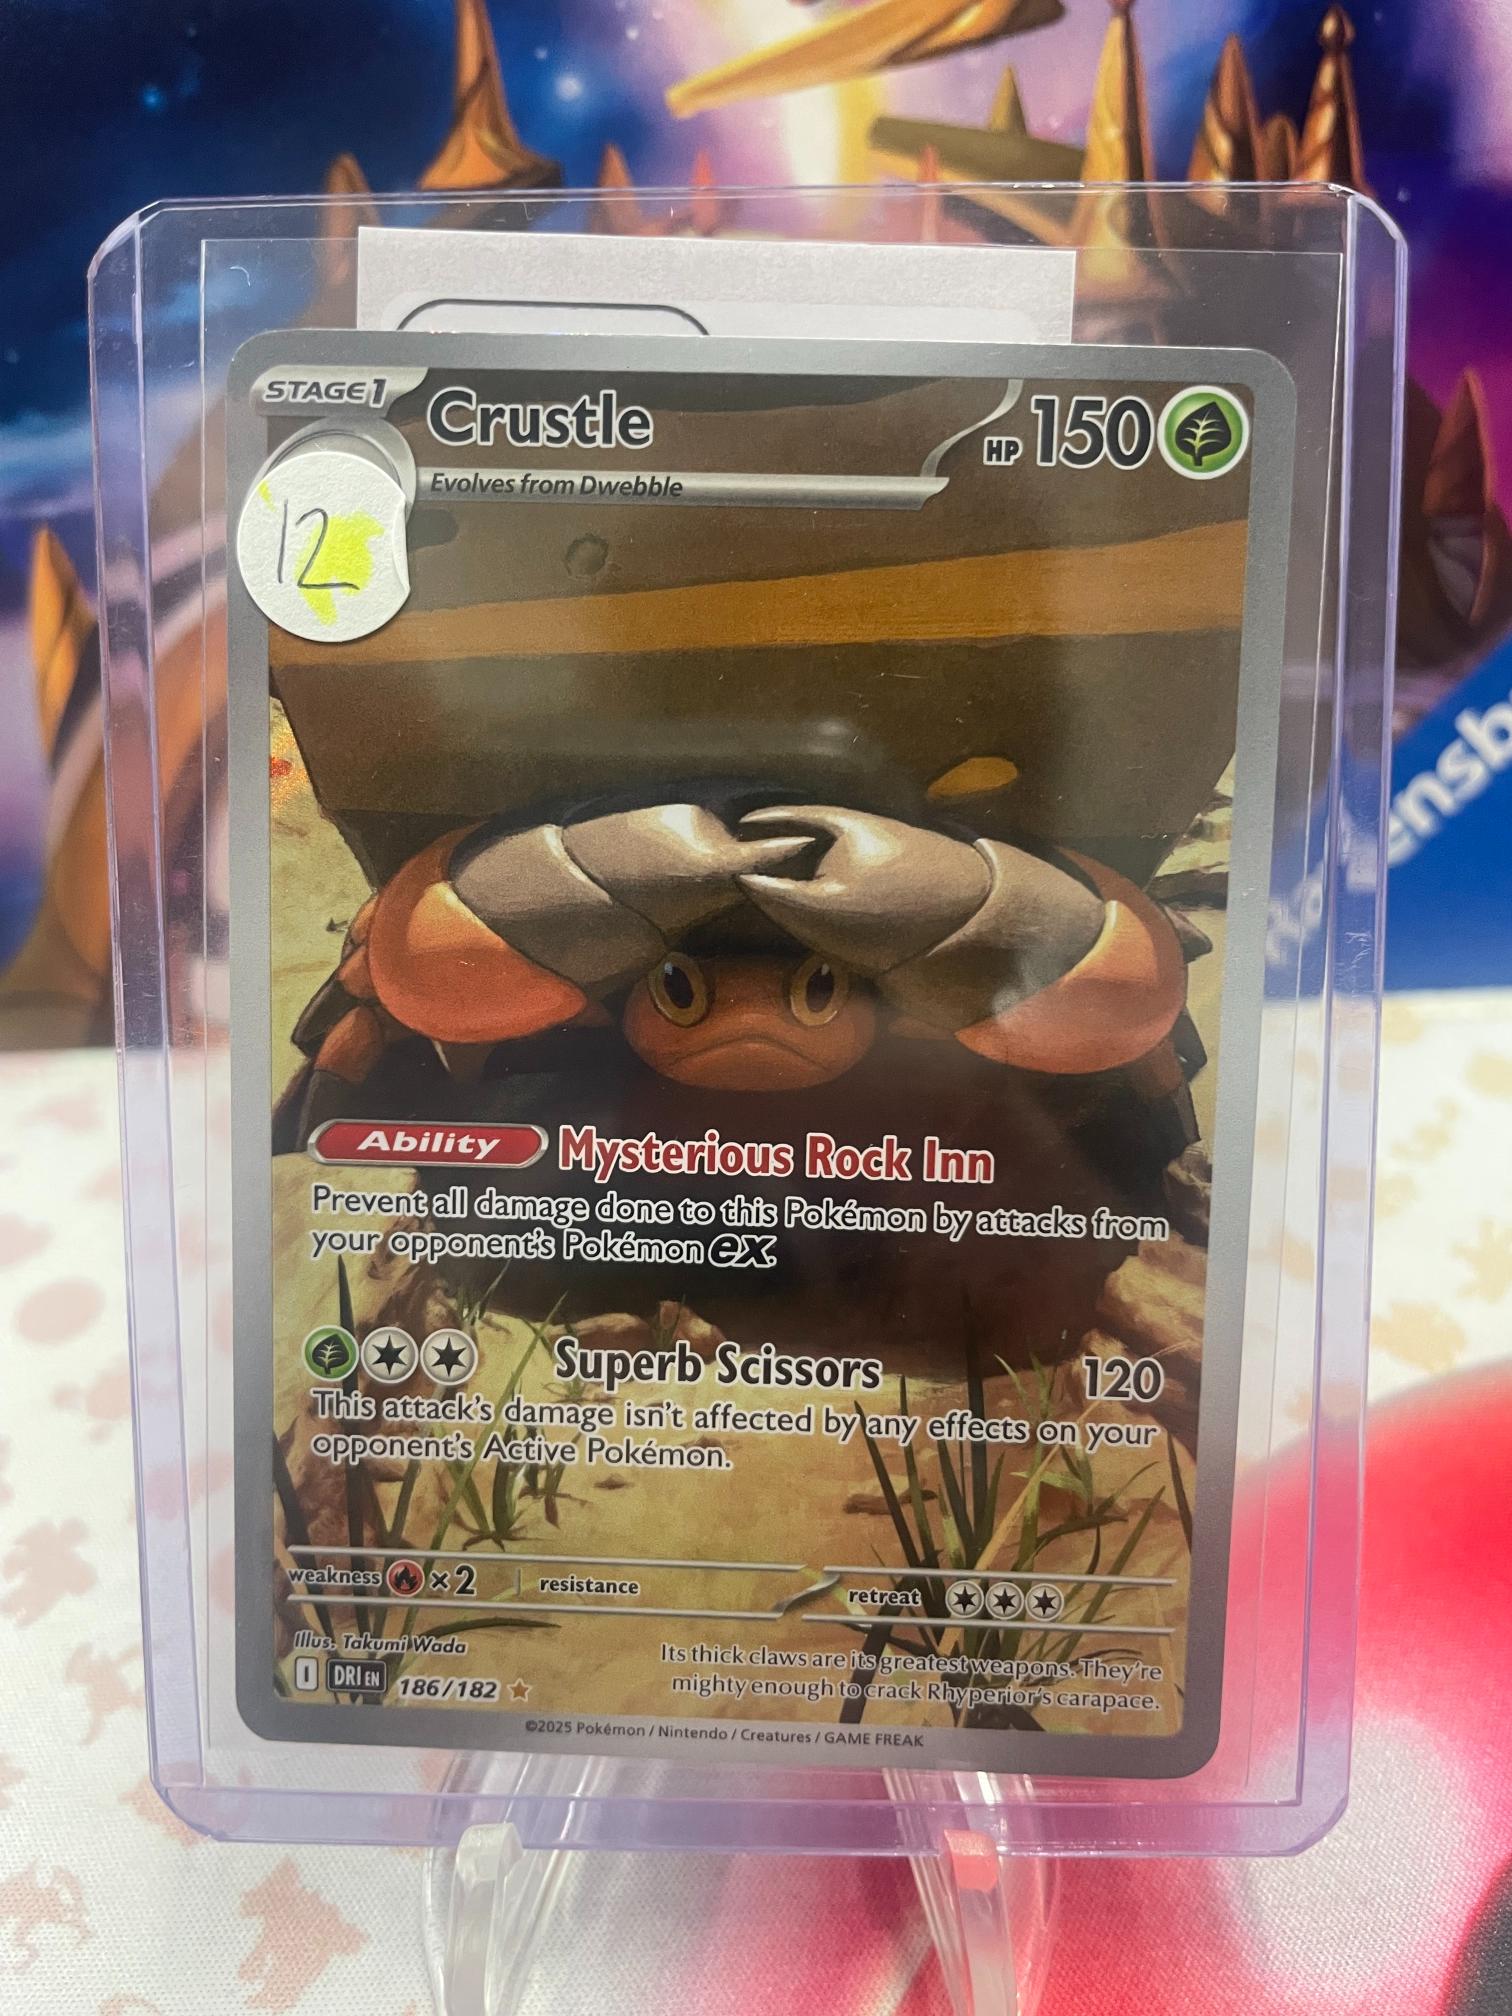 STAGE 1
Crustle
HP 150
Evolves from Dwebble
12
ensb
Ability Mysterious Rock Inn
Prevent all damage done to this Pokémon by attacks from
your opponent's Pokémon ex.
Superb Scissors 120
This attack's damage isn't affected by any effects on your
opponent's Active Pokémon.
weakness ×2 resistance retreat
Illus. Takumi Wada
I DRI EN 186/182
Its thick claws are its greatest weapons. They're
mighty enough to crack Rhyperior's carapace.
©2025 Pokémon / Nintendo / Creatures / GAME FREAK